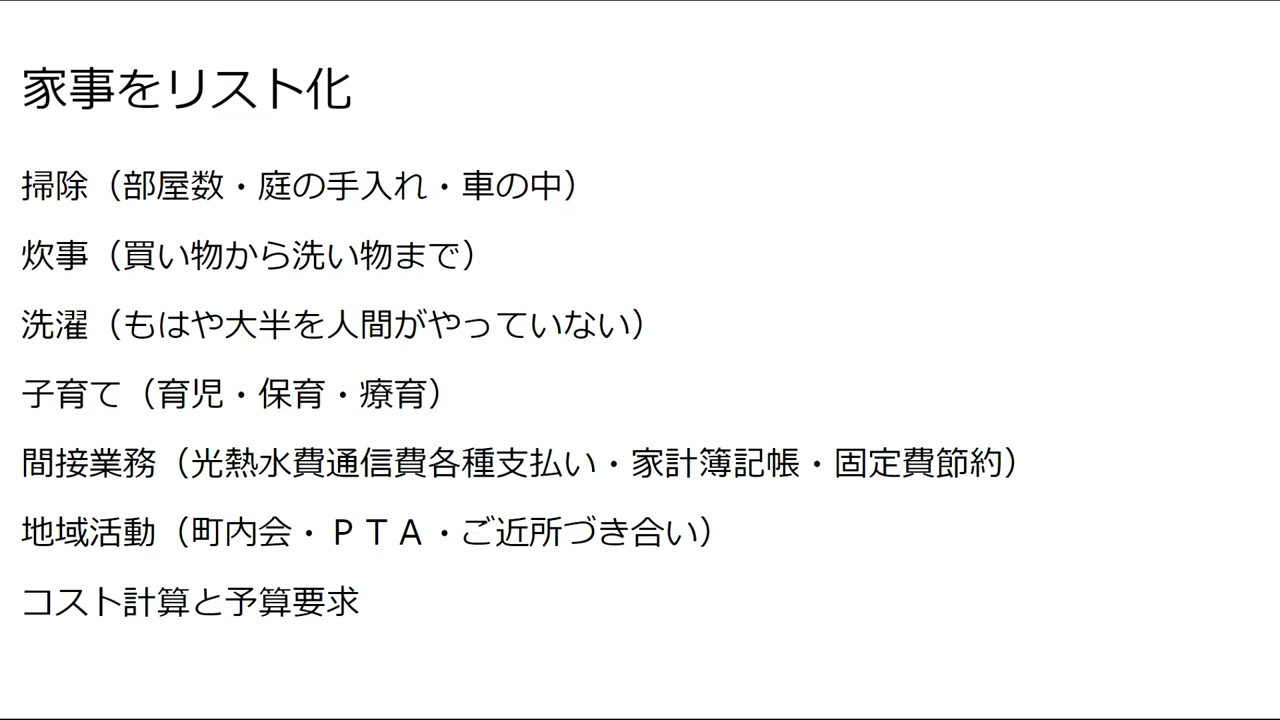 家事をリスト化
掃除（部屋数・庭の手入れ・車の中）
炊事（買い物から洗い物まで）
洗濯（もはや大半を人間がやっていない）
子育て（育児・保育・療育）
間接業務（光熱水費通信費各種支払い・家計簿記帳・固定費節約）
地域活動（町内会・ＰＴＡ・ご近所づき合い）
コスト計算と予算要求